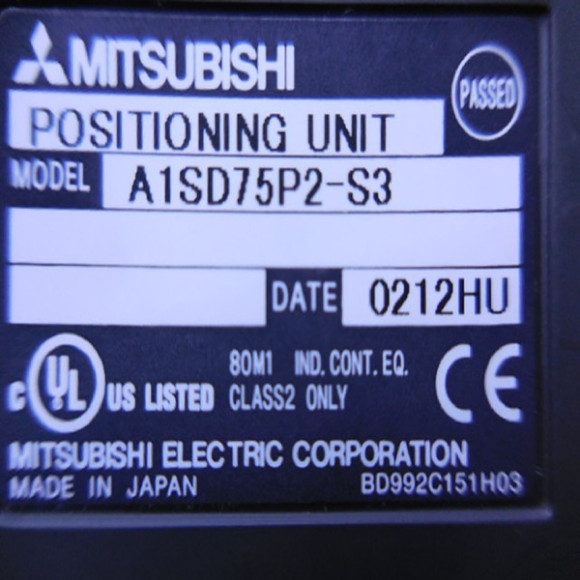 MITSUBISHI
PASSED
POSITIONING UNIT
MODEL A1SD75P2-S3
DATE 0212HU
C UL US LISTED 80M1 IND. CONT. EQ.
CLASS2 ONLY
CE
MITSUBISHI ELECTRIC CORPORATION
MADE IN JAPAN BD992C151H03